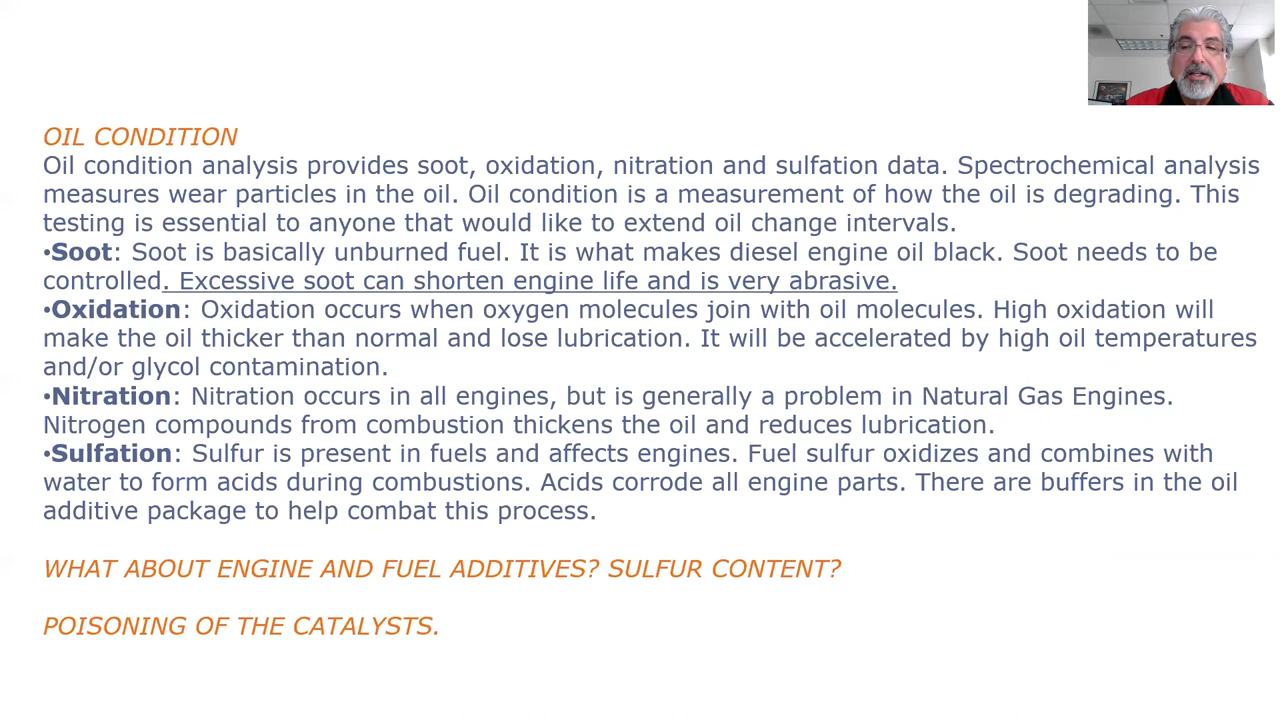 OIL CONDITION
Oil condition analysis provides soot, oxidation, nitration and sulfation data. Spectrochemical analysis
measures wear particles in the oil. Oil condition is a measurement of how the oil is degrading. This
testing is essential to anyone that would like to extend oil change intervals.
•Soot: Soot is basically unburned fuel. It is what makes diesel engine oil black. Soot needs to be
controlled. Excessive soot can shorten engine life and is very abrasive.
•Oxidation: Oxidation occurs when oxygen molecules join with oil molecules. High oxidation will
make the oil thicker than normal and lose lubrication. It will be accelerated by high oil temperatures
and/or glycol contamination.
•Nitration: Nitration occurs in all engines, but is generally a problem in Natural Gas Engines.
Nitrogen compounds from combustion thickens the oil and reduces lubrication.
•Sulfation: Sulfur is present in fuels and affects engines. Fuel sulfur oxidizes and combines with
water to form acids during combustions. Acids corrode all engine parts. There are buffers in the oil
additive package to help combat this process.
WHAT ABOUT ENGINE AND FUEL ADDITIVES? SULFUR CONTENT?
POISONING OF THE CATALYSTS.